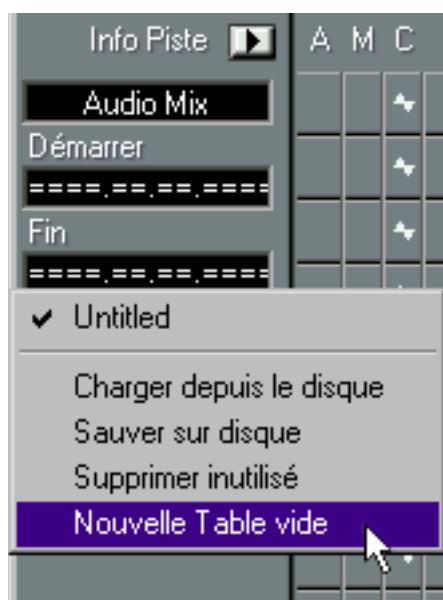 Info Piste A M C
Audio Mix
Démarrer
====.==.==.====
Fin
====.==.==.====
✓ Untitled
Charger depuis le disque
Sauver sur disque
Supprimer inutilisé
Nouvelle Table vide